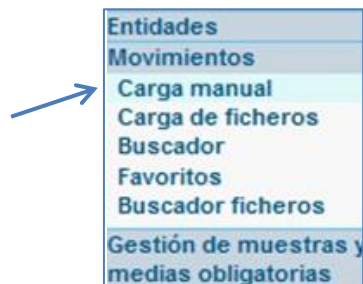 Entidades
Movimientos
Carga manual
Carga de ficheros
Buscador
Favoritos
Buscador ficheros
Gestión de muestras y
medias obligatorias